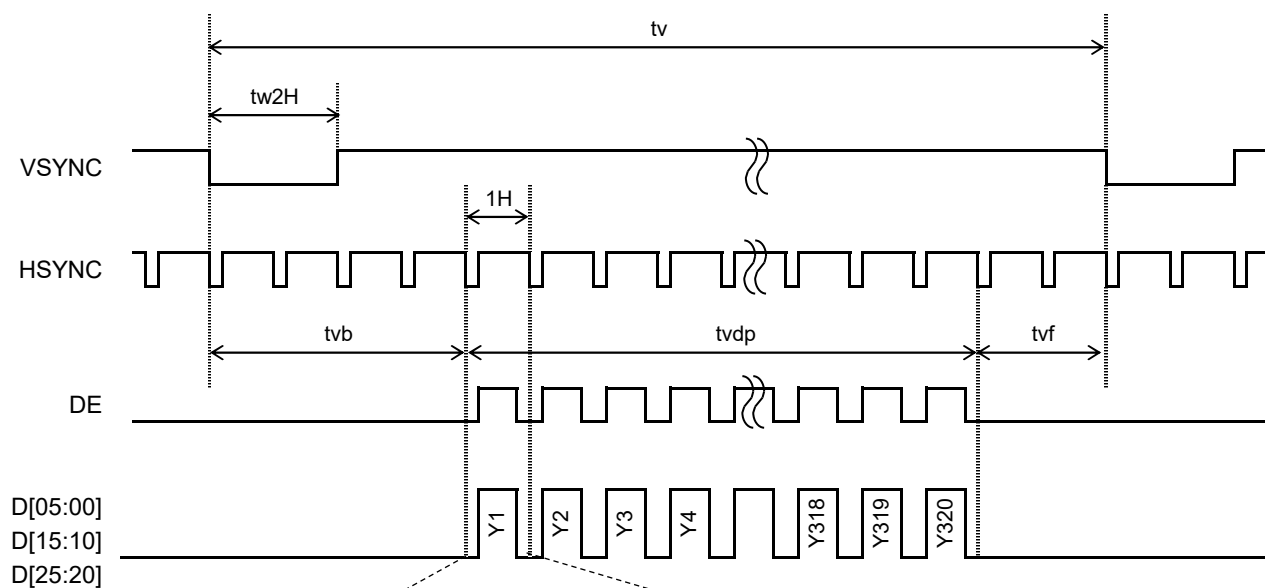 tv
tw2H
VSYNC
1H
HSYNC
tvb
tvdp
tvf
DE
D[05:00]
D[15:10]
D[25:20]
Y1
Y2
Y3
Y4
Y318
Y319
Y320